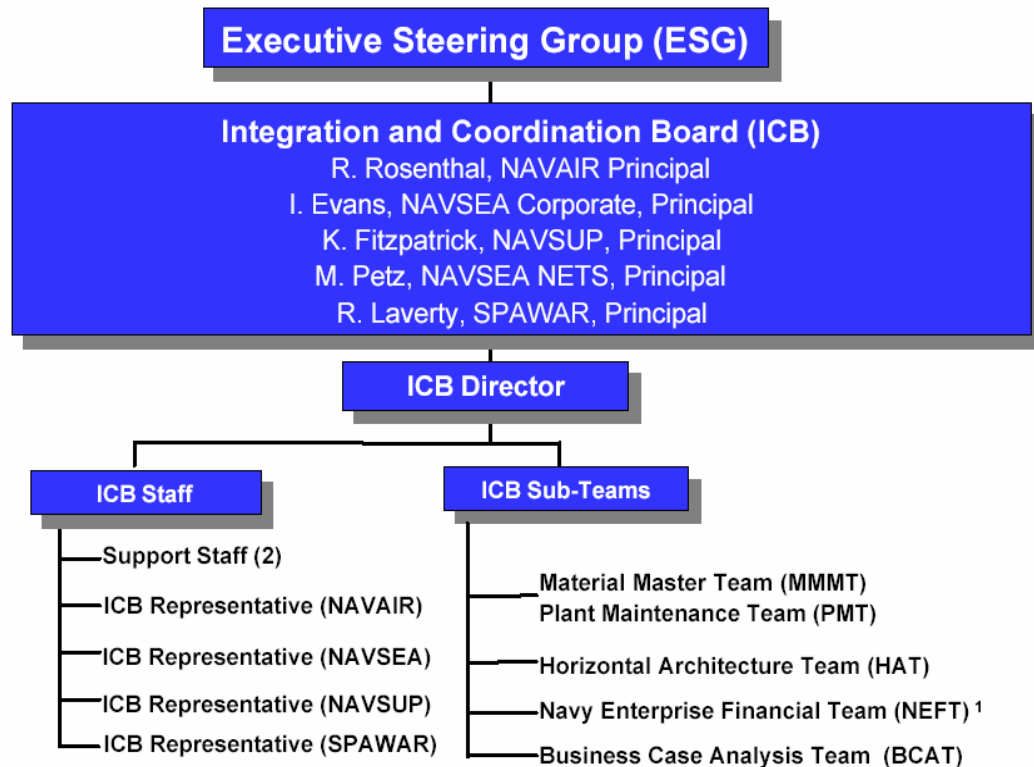 Executive Steering Group (ESG)
Integration and Coordination Board (ICB)
R. Rosenthal, NAVAIR Principal
I. Evans, NAVSEA Corporate, Principal
K. Fitzpatrick, NAVSUP, Principal
M. Petz, NAVSEA NETS, Principal
R. Laverty, SPAWAR, Principal
ICB Director
ICB Staff
Support Staff (2)
ICB Representative (NAVAIR)
ICB Representative (NAVSEA)
ICB Representative (NAVSUP)
ICB Representative (SPAWAR)
ICB Sub-Teams
Material Master Team (MMMT)
Plant Maintenance Team (PMT)
Horizontal Architecture Team (HAT)
Navy Enterprise Financial Team (NEFT) ¹
Business Case Analysis Team (BCAT)